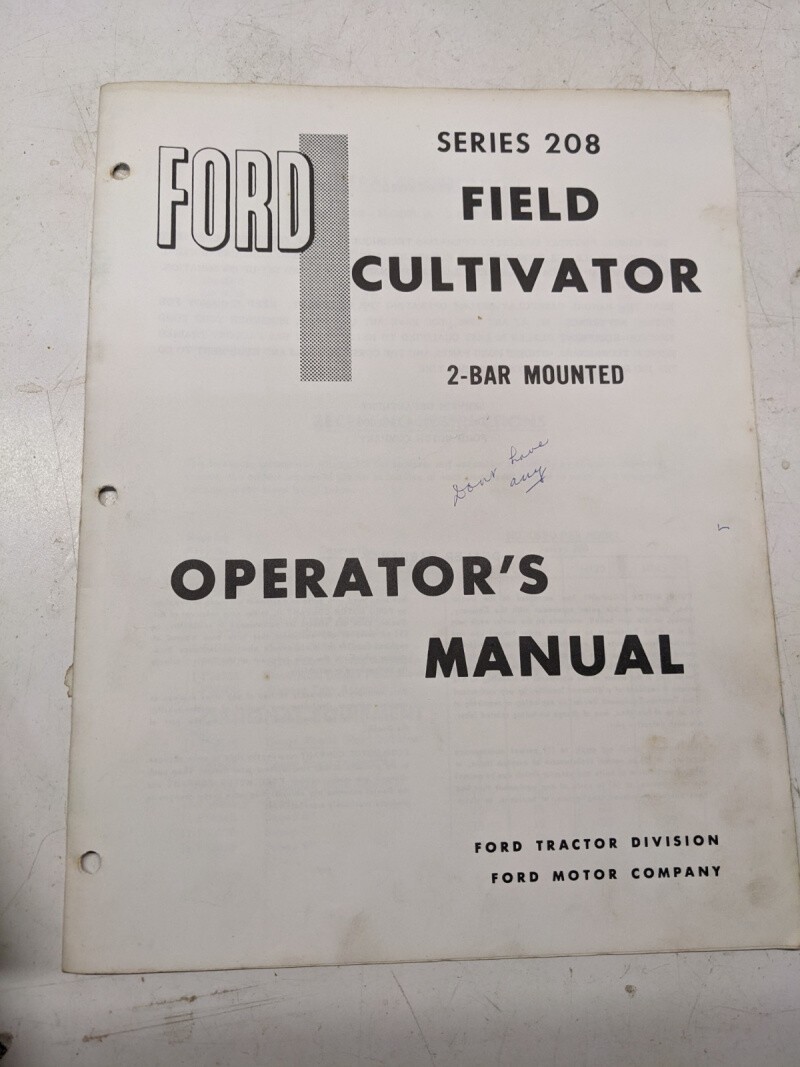 FORD
SERIES 208
FIELD
CULTIVATOR
2-BAR MOUNTED
Dont have
any
OPERATOR'S
MANUAL
FORD TRACTOR DIVISION
FORD MOTOR COMPANY